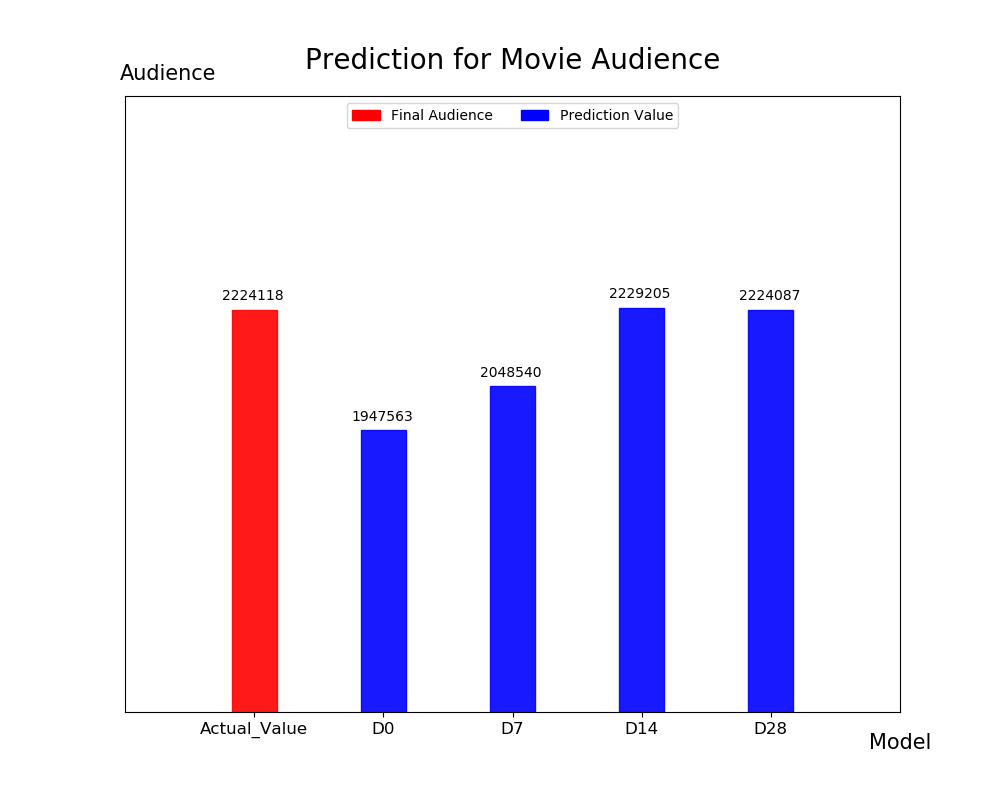 Prediction for Movie Audience
Audience
Final Audience
Prediction Value
2224118
1947563
2048540
2229205
2224087
Actual_Value
D0
D7
D14
D28
Model